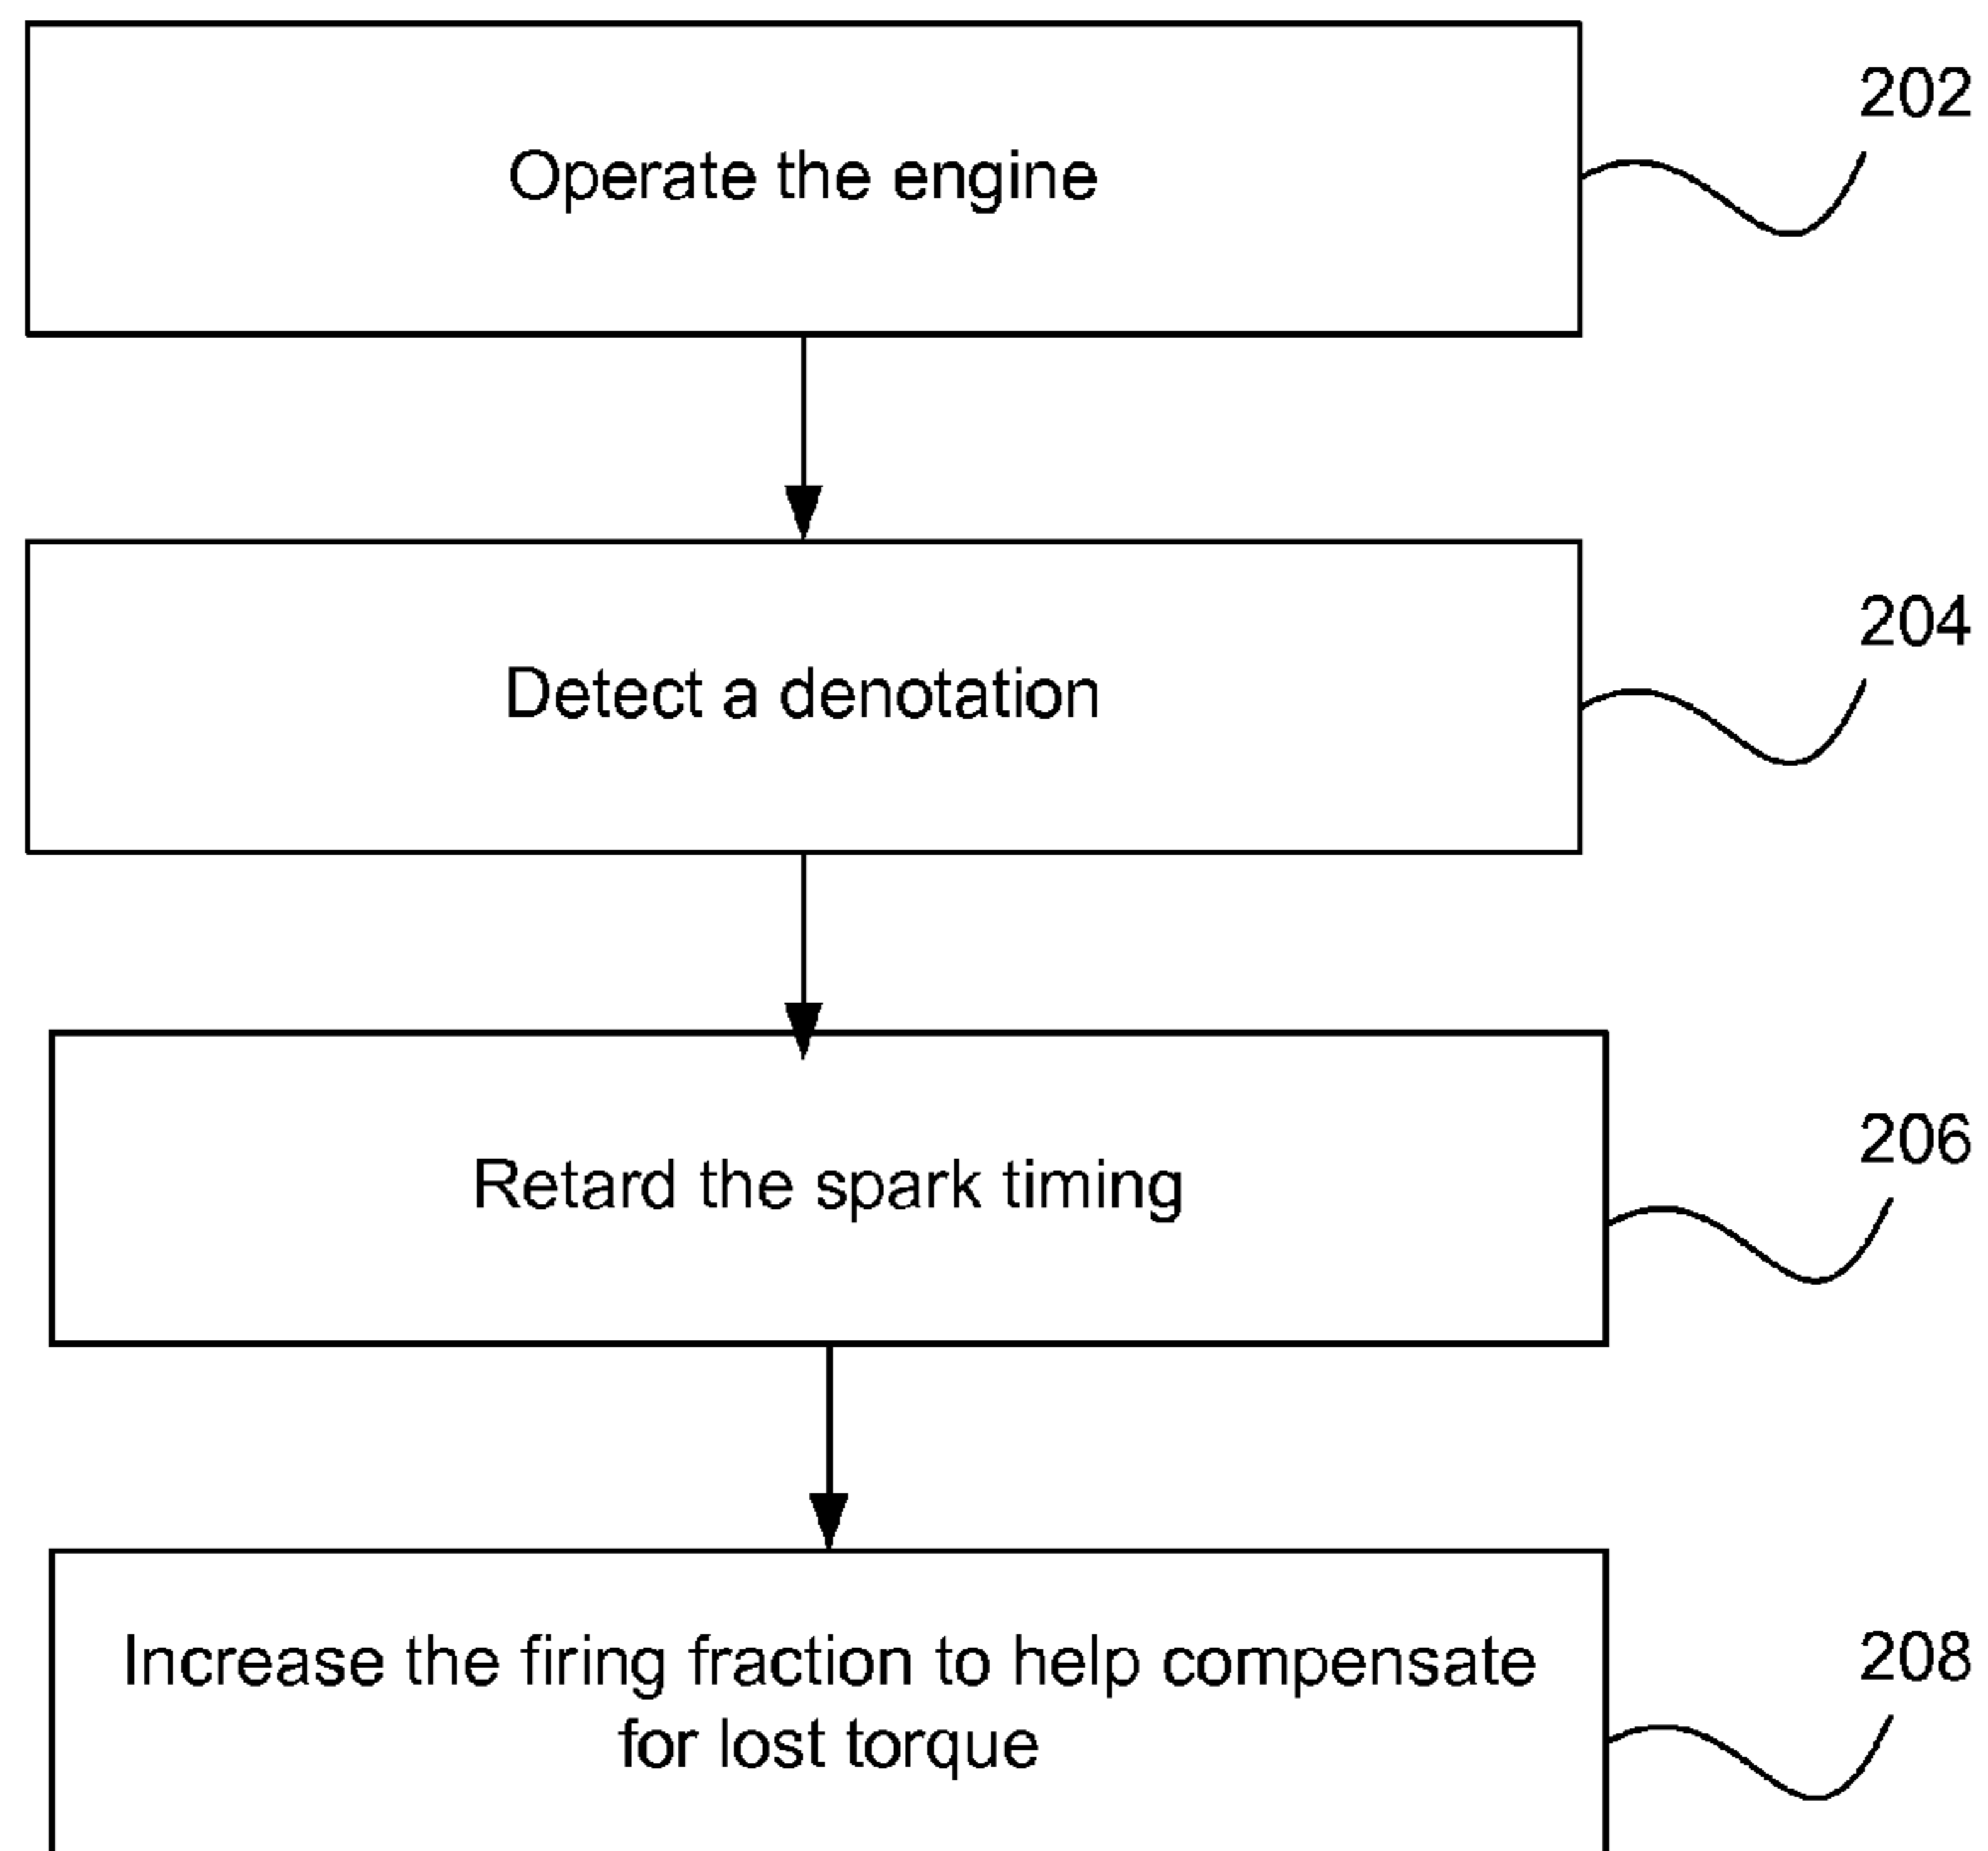 Operate the engine
202
Detect a denotation
204
Retard the spark timing
206
Increase the firing fraction to help compensate
for lost torque
208